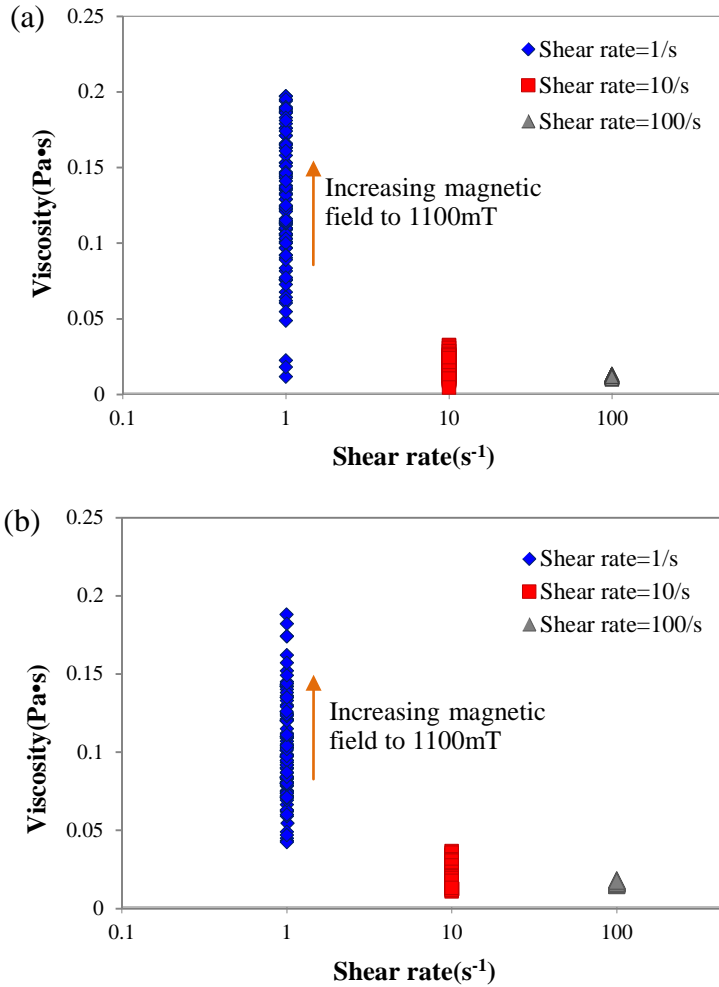 (a)
0.25
0.2
0.15
0.1
0.05
0
Viscosity(Pa•s)
Shear rate=1/s
Shear rate=10/s
Shear rate=100/s
Increasing magnetic
field to 1100mT
0.1 1 10 100
Shear rate(s-1)
(b)
0.25
0.2
0.15
0.1
0.05
0
Viscosity(Pa•s)
Shear rate=1/s
Shear rate=10/s
Shear rate=100/s
Increasing magnetic
field to 1100mT
0.1 1 10 100
Shear rate(s-1)